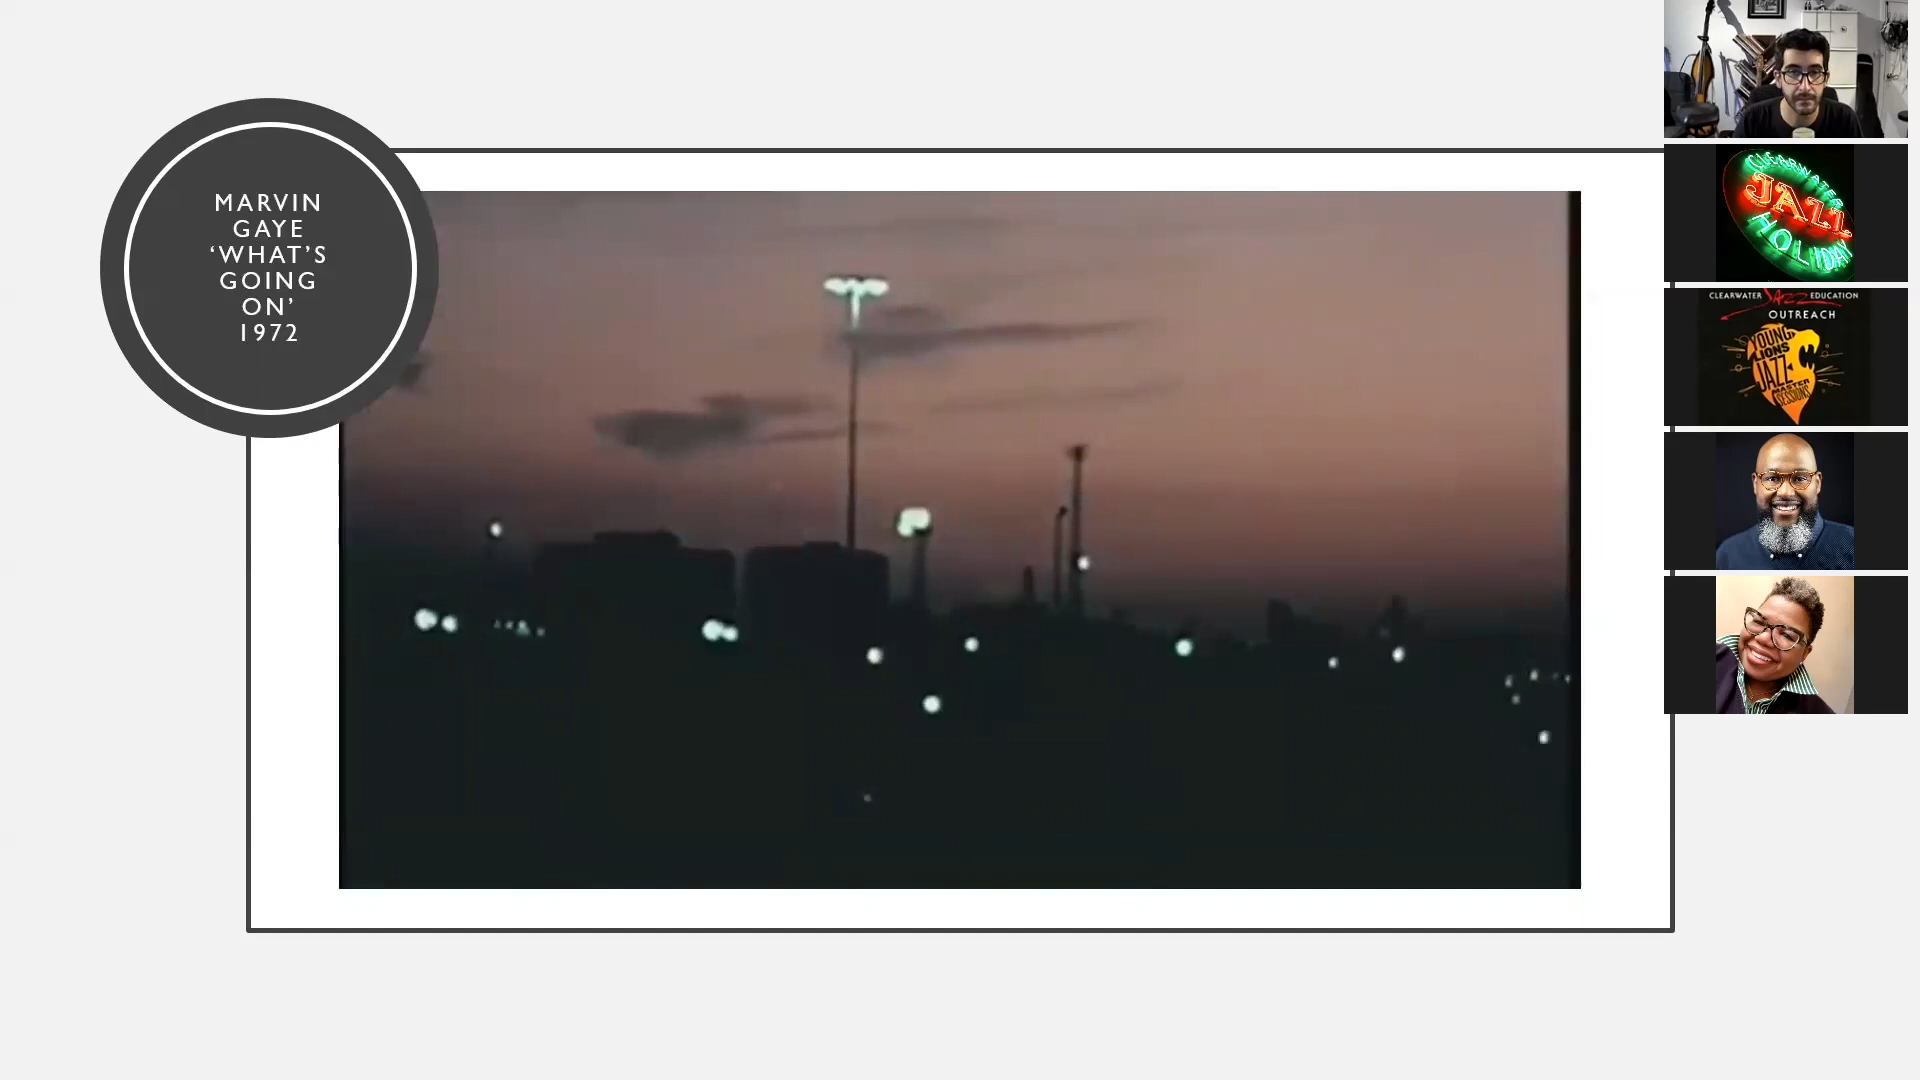 MARVIN
GAYE
‘WHAT’S
GOING
ON’
1972
CLEARWATER
JAZZ
HOLIDAY
CLEARWATER JAZZ EDUCATION
OUTREACH
YOUNG
LIONS
JAZZ
MASTER
SESSIONS